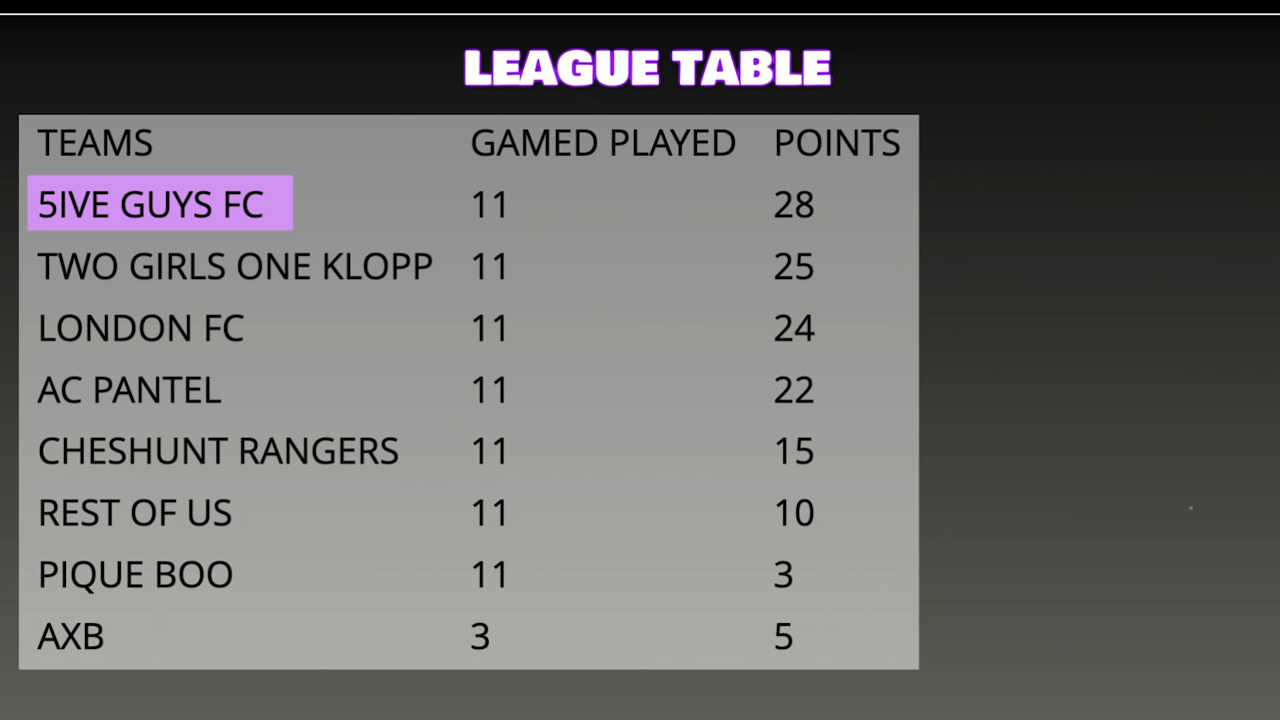 LEAGUE TABLE
TEAMS GAMED PLAYED POINTS
5IVE GUYS FC 11 28
TWO GIRLS ONE KLOPP 11 25
LONDON FC 11 24
AC PANTEL 11 22
CHESHUNT RANGERS 11 15
REST OF US 11 10
PIQUE BOO 11 3
AXB 3 5